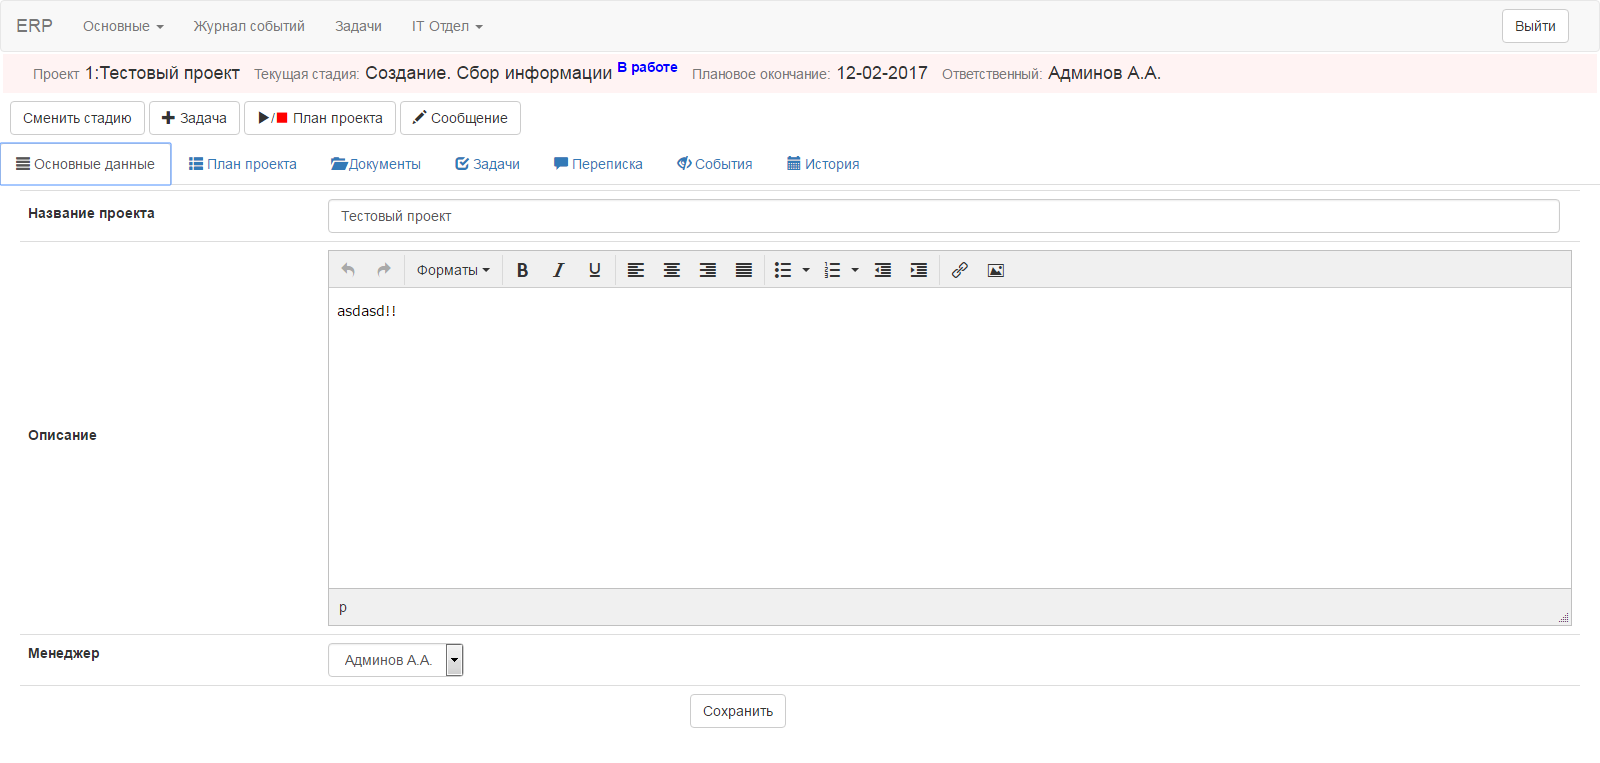 ERP Основные Журнал событий Задачи IT Отдел Выйти
Проект 1:Тестовый проект Текущая стадия: Создание. Сбор информации В работе Плановое окончание: 12-02-2017 Ответственный: Админов А.А.
Сменить стадию Задача / План проекта Сообщение
Основные данные План проекта Документы Задачи Переписка События История
Название проекта Тестовый проект
Форматы B I U
asdasd!!
Описание
p
Менеджер Админов А.А.
Сохранить